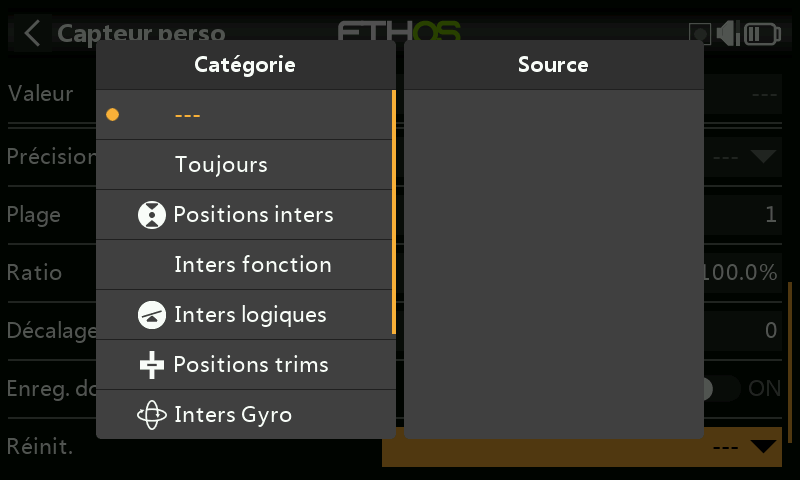 Capteur perso
ETHOS
Catégorie
Source
Valeur
---
---
Toujours
Précision
---
Positions inters
Plage
1
Inters fonction
Ratio
100.0%
Inters logiques
Décalage
0
Positions trims
Enreg. do
ON
Inters Gyro
Réinit.
---